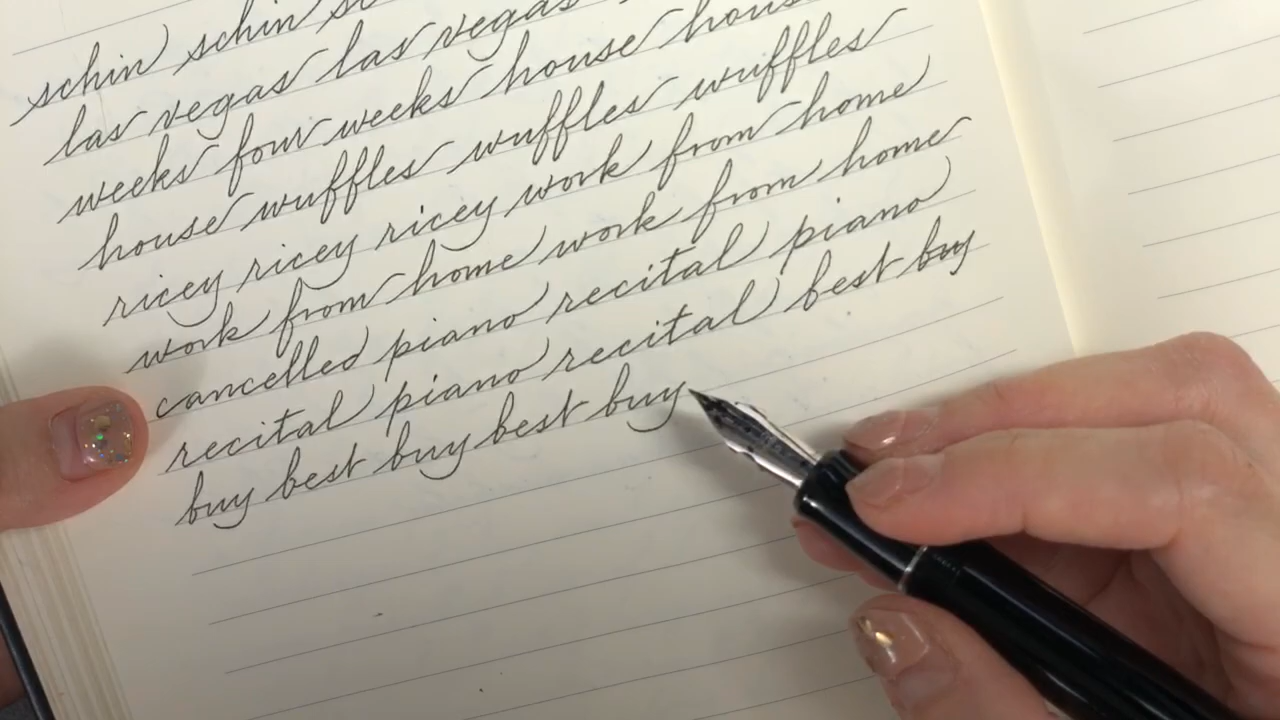 schin schin
las vegas las vegas
weeks four weeks house house
house wuffles wuffles wuffles
ricey ricey ricey work from home
work from home work from home
cancelled piano recital piano
recital piano recital best buy
buy best buy best buy